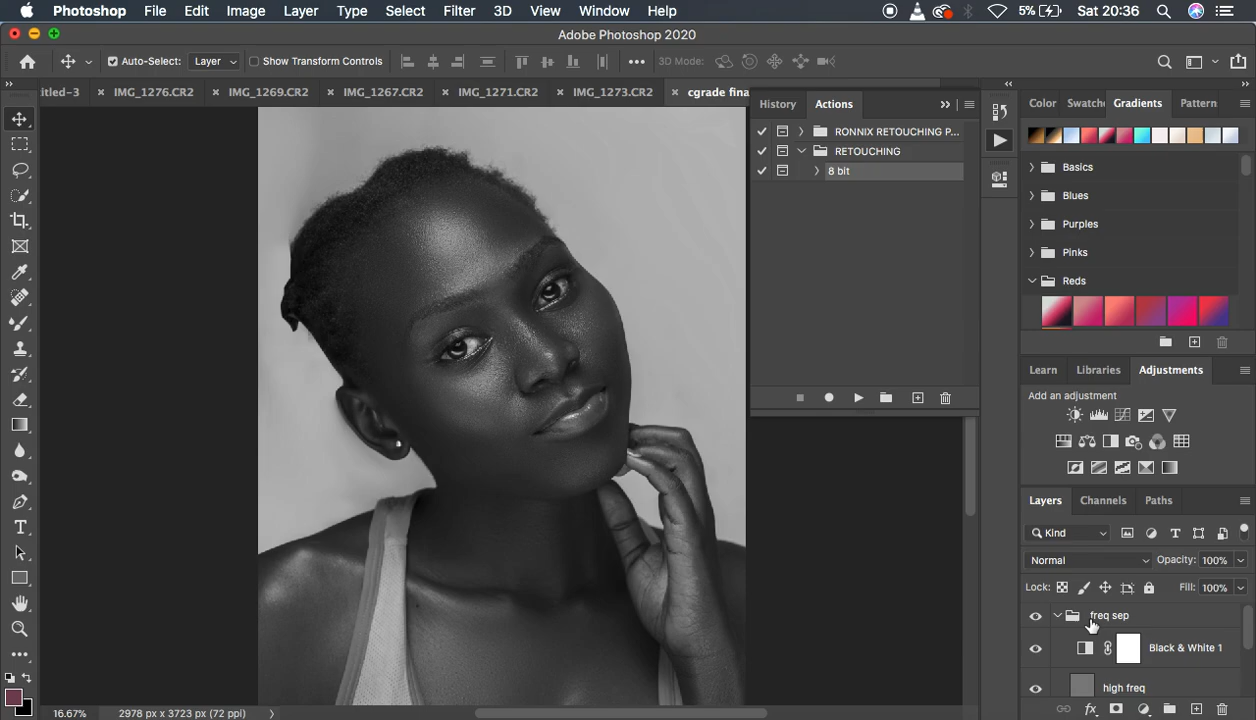 Photoshop File Edit Image Layer Type Select Filter 3D View Window Help 5% Sat 20:36
Adobe Photoshop 2020
Auto-Select: Layer Show Transform Controls 3D Mode:
titled-3 IMG_1276.CR2 IMG_1269.CR2 IMG_1267.CR2 IMG_1271.CR2 IMG_1273.CR2 cgrade fina
History Actions
RONNIX RETOUCHING P...
RETOUCHING
8 bit
Color Swatche Gradients Pattern
Basics
Blues
Purples
Pinks
Reds
Learn Libraries Adjustments
Add an adjustment
Layers Channels Paths
Kind
Normal Opacity: 100%
Lock: Fill: 100%
freq sep
Black & White 1
high freq
16.67% 2978 px x 3723 px (72 ppi)